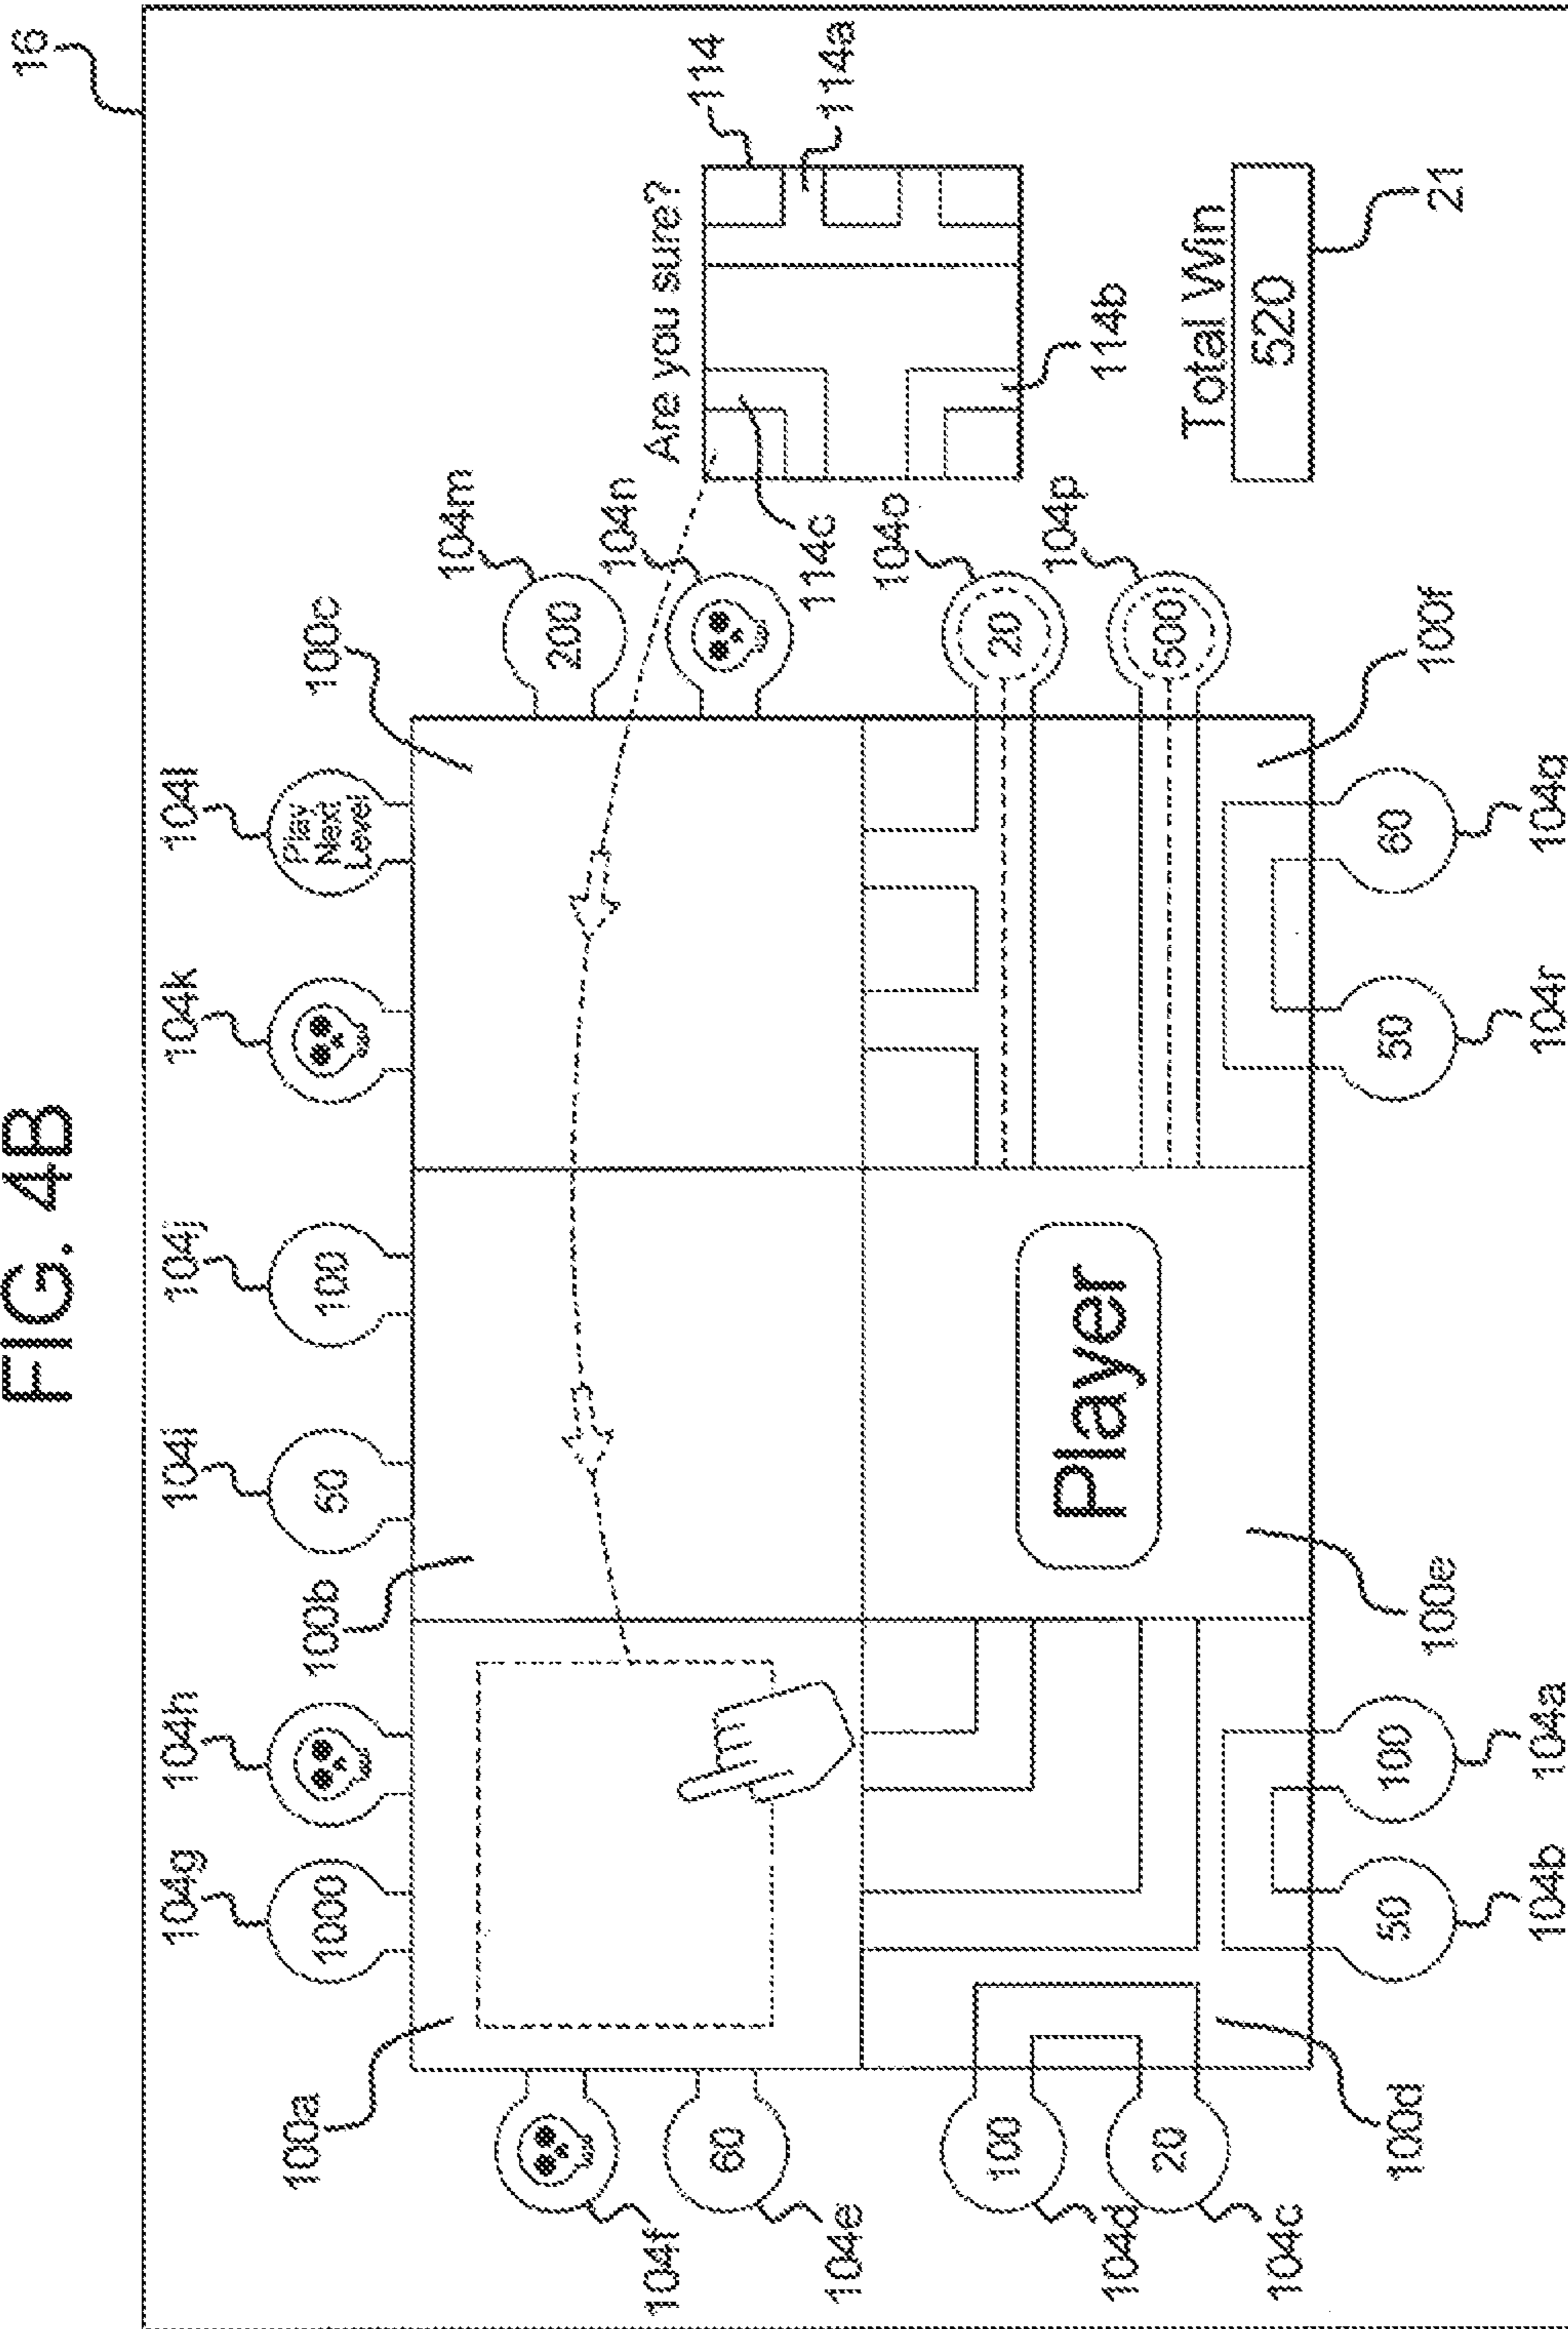 FIG. 4B
16
104g 104h 104i 104j 104k 104l
1000 50 100 Play
Next
Level
100a 100b 100c
104m
200
104n
104f
Are you sure?
114
60
114c 114a
104e
104o
100 20
104p
Player
114b
104d
20 500
Total Win
520
104c
50 100 50 60
100d 100e 100f 21
104b 104a 104r 104q